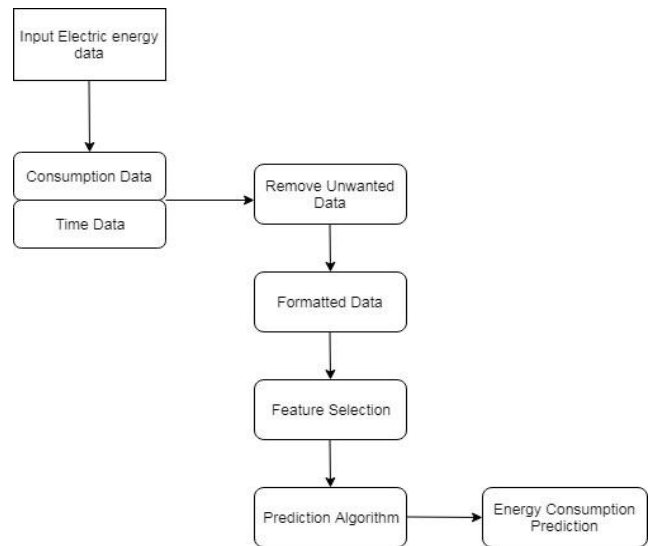 Input Electric energy
data
Consumption Data
Time Data
Remove Unwanted
Data
Formatted Data
Feature Selection
Prediction Algorithm
Energy Consumption
Prediction